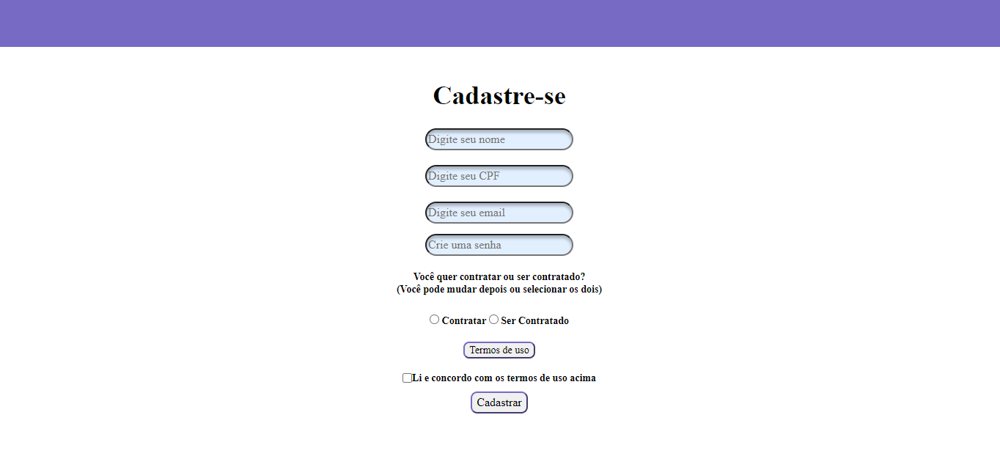 Cadastre-se
Digite seu nome
Digite seu CPF
Digite seu email
Crie uma senha
Você quer contratar ou ser contratado?
(Você pode mudar depois ou selecionar os dois)
Contratar Ser Contratado
Termos de uso
Li e concordo com os termos de uso acima
Cadastrar